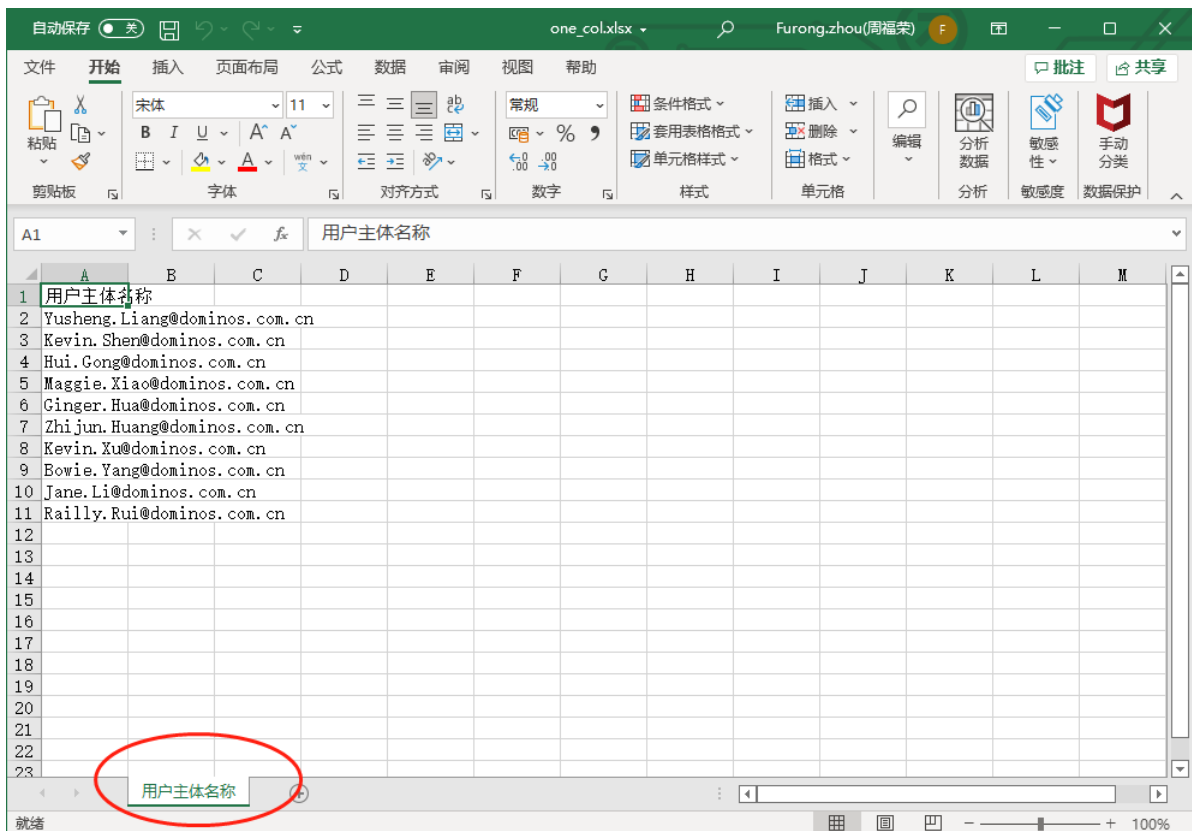 自动保存 关 one_col.xlsx Furong.zhou(周福荣) F
文件 开始 插入 页面布局 公式 数据 审阅 视图 帮助 批注 共享
宋体 11 ab 常规 条件格式 插入
粘贴 B I U A A % 套用表格格式 删除 编辑 分析数据 敏感性 手动分类
A wén 文 .00 .00 单元格样式 格式
剪贴板 字体 对齐方式 数字 样式 单元格 分析 敏感度 数据保护
A1 fx 用户主体名称
A B C D E F G H I J K L M
1 用户主体名称
2 Yusheng.Liang@dominos.com.cn
3 Kevin.Shen@dominos.com.cn
4 Hui.Gong@dominos.com.cn
5 Maggie.Xiao@dominos.com.cn
6 Ginger.Hua@dominos.com.cn
7 Zhijun.Huang@dominos.com.cn
8 Kevin.Xu@dominos.com.cn
9 Bowie.Yang@dominos.com.cn
10 Jane.Li@dominos.com.cn
11 Railly.Rui@dominos.com.cn
12
13
14
15
16
17
18
19
20
21
22
23
用户主体名称
就绪 100%